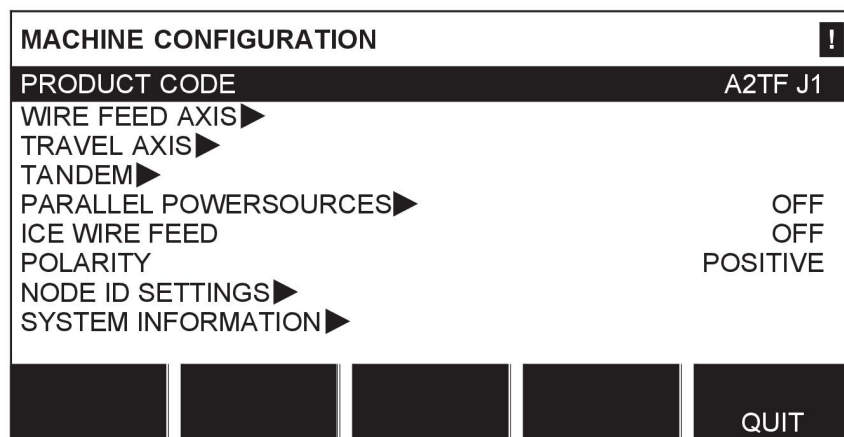 MACHINE CONFIGURATION !
PRODUCT CODE A2TF J1
WIRE FEED AXIS▶
TRAVEL AXIS▶
TANDEM▶
PARALLEL POWERSOURCES▶ OFF
ICE WIRE FEED OFF
POLARITY POSITIVE
NODE ID SETTINGS▶
SYSTEM INFORMATION▶
QUIT